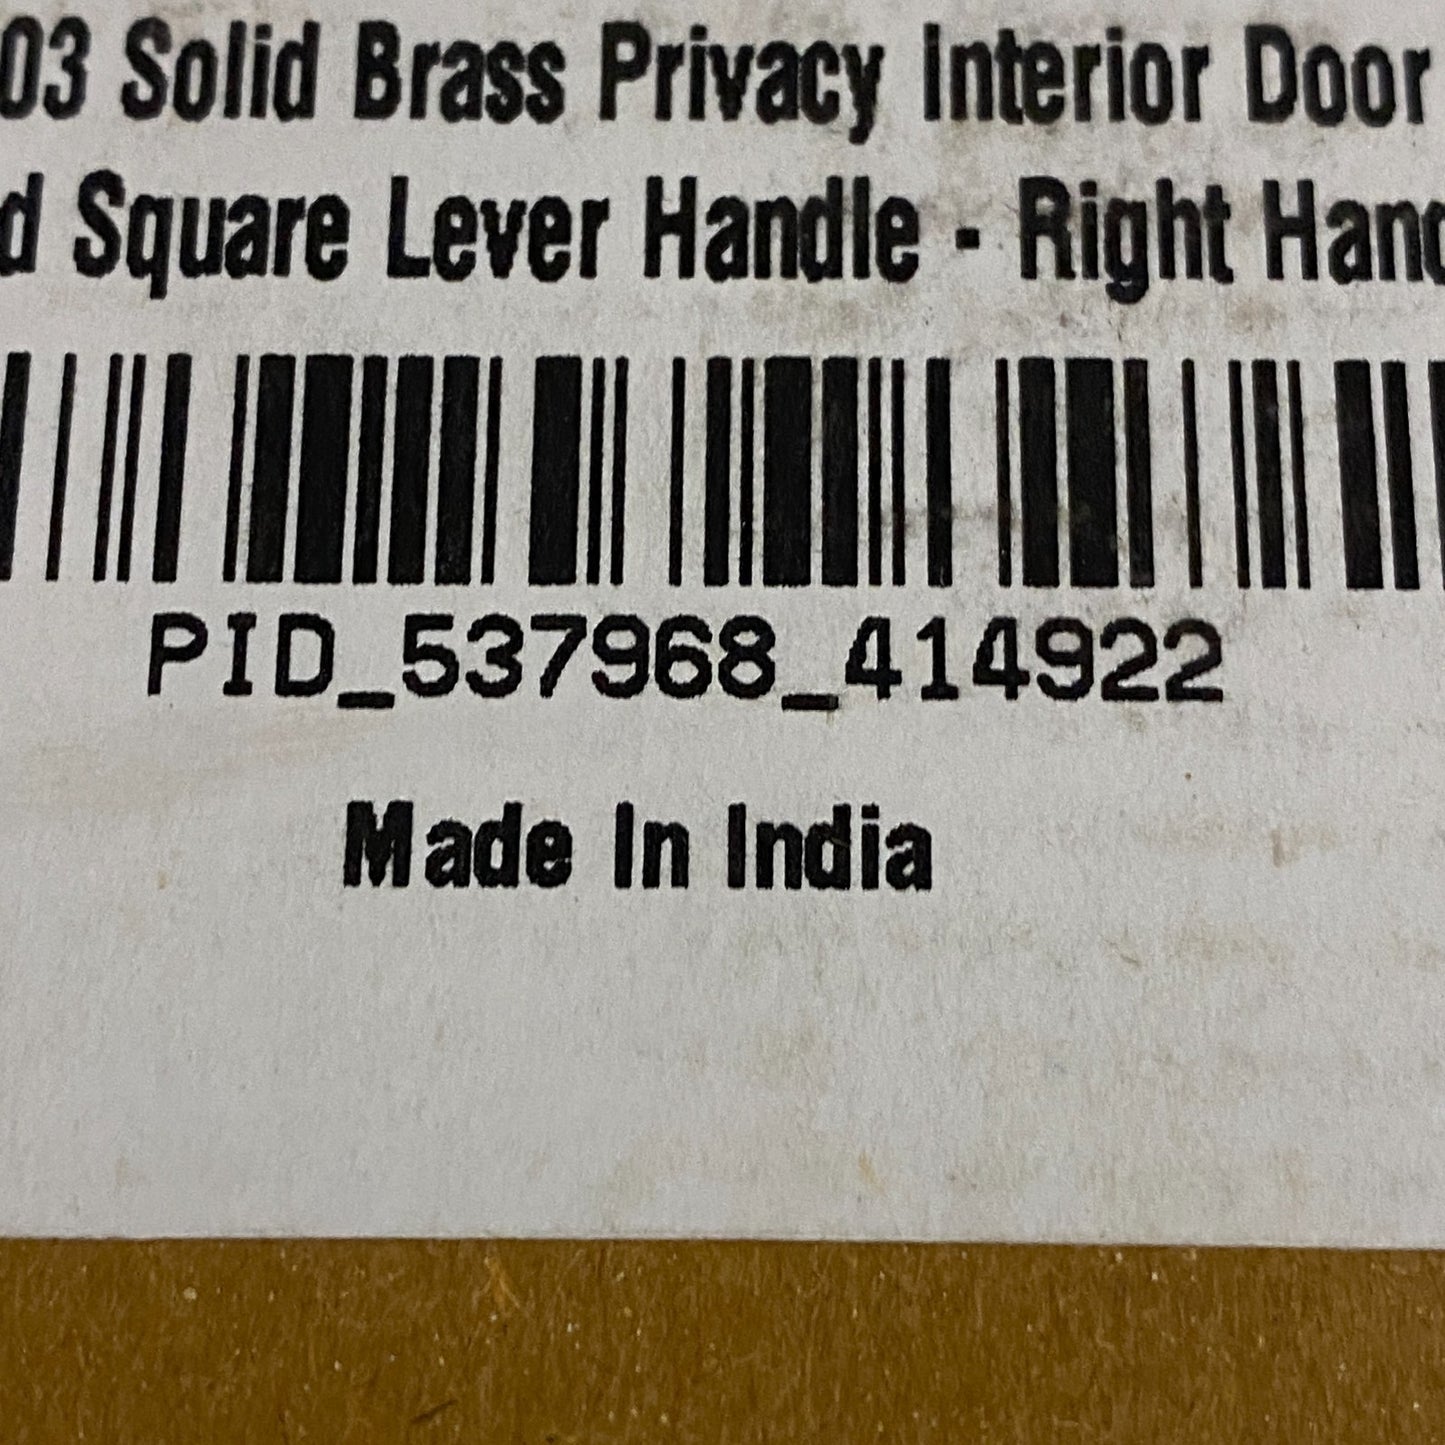 03 Solid Brass Privacy Interior Door
d Square Lever Handle - Right Hand
PID_537968_414922
Made In India